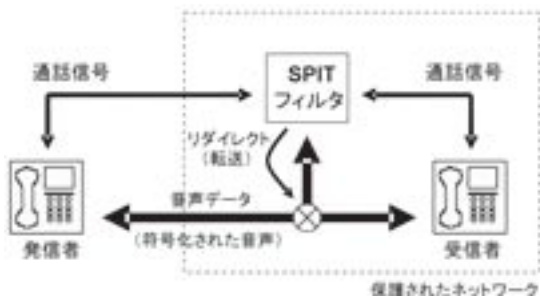 通話信号
SPIT
フィルタ
通話信号
リダイレクト
(転送)
音声データ
(符号化された音声)
発信者
受信者
保護されたネットワーク